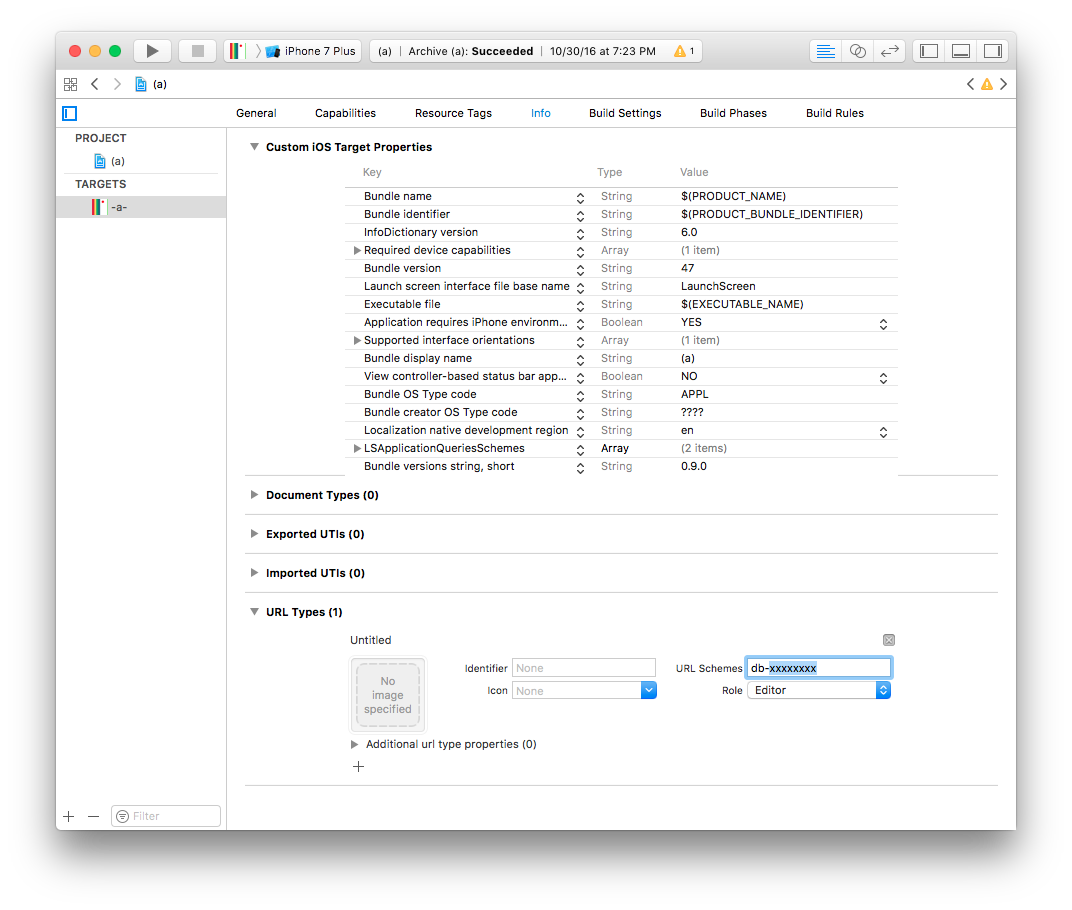 iPhone 7 Plus (a) | Archive (a): Succeeded | 10/30/16 at 7:23 PM 1
(a)
General Capabilities Resource Tags Info Build Settings Build Phases Build Rules
PROJECT
(a)
TARGETS
-a-
Custom iOS Target Properties
Key Type Value
Bundle name String $(PRODUCT_NAME)
Bundle identifier String $(PRODUCT_BUNDLE_IDENTIFIER)
InfoDictionary version String 6.0
Required device capabilities Array (1 item)
Bundle version String 47
Launch screen interface file base name String LaunchScreen
Executable file String $(EXECUTABLE_NAME)
Application requires iPhone environm... Boolean YES
Supported interface orientations Array (1 item)
Bundle display name String (a)
View controller-based status bar app... Boolean NO
Bundle OS Type code String APPL
Bundle creator OS Type code String ????
Localization native development region String en
LSApplicationQueriesSchemes Array (2 items)
Bundle versions string, short String 0.9.0
Document Types (0)
Exported UTIs (0)
Imported UTIs (0)
URL Types (1)
Untitled
No
image
specified
Identifier None URL Schemes db-xxxxxxxx
Icon None Role Editor
Additional url type properties (0)
Filter